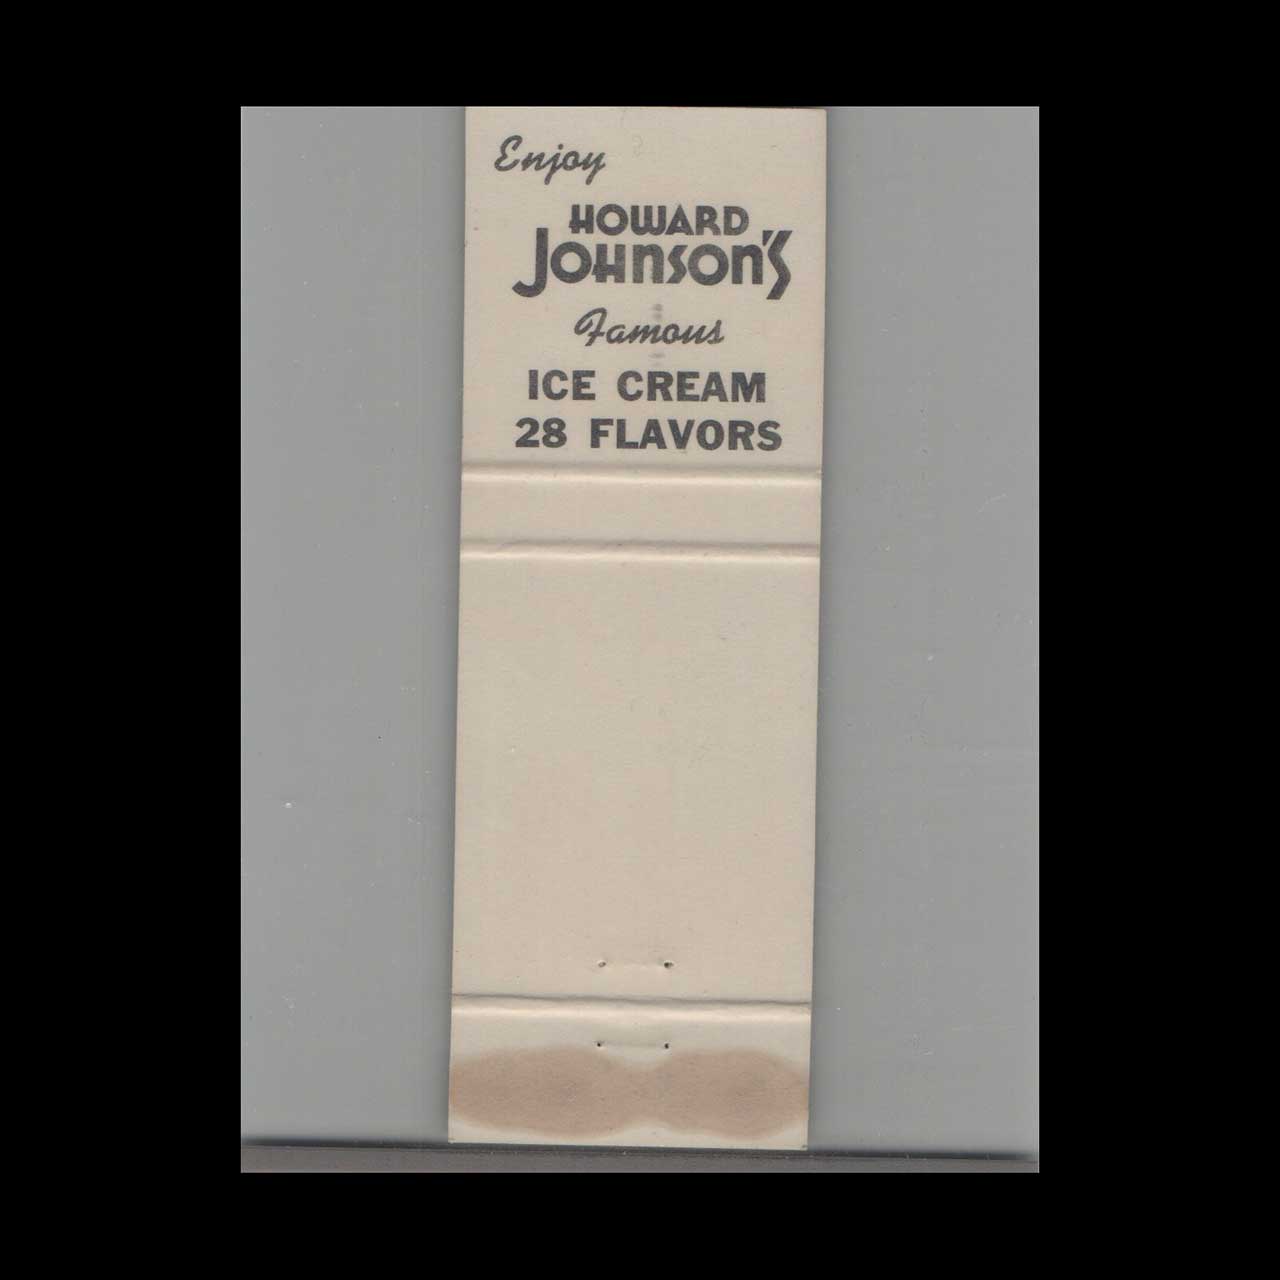 Enjoy
HOWARD
JOHNSON'S
Famous
ICE CREAM
28 FLAVORS